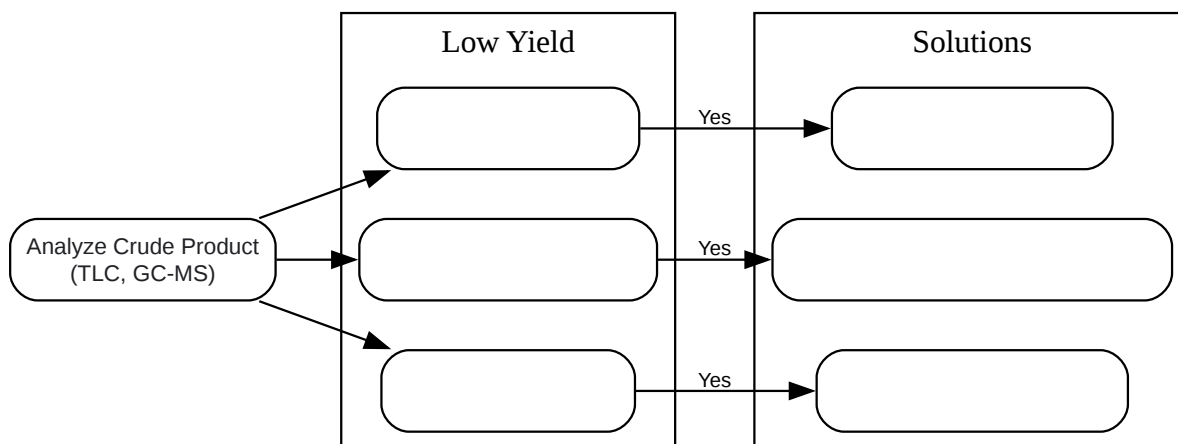 Low Yield
Solutions
Yes
Analyze Crude Product
(TLC, GC-MS)
Yes
Yes